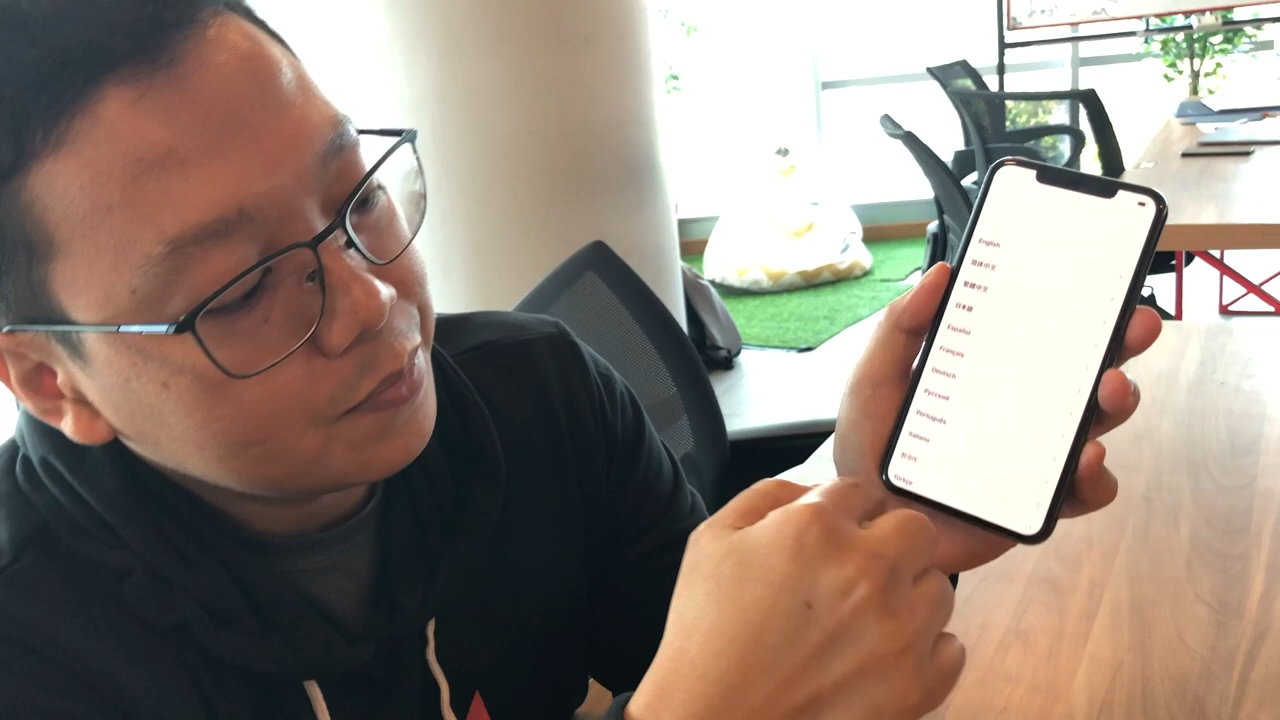 English
简体中文
繁體中文
日本語
Español
Français
Deutsch
Русский
Português
Italiano
한국어
Türkçe